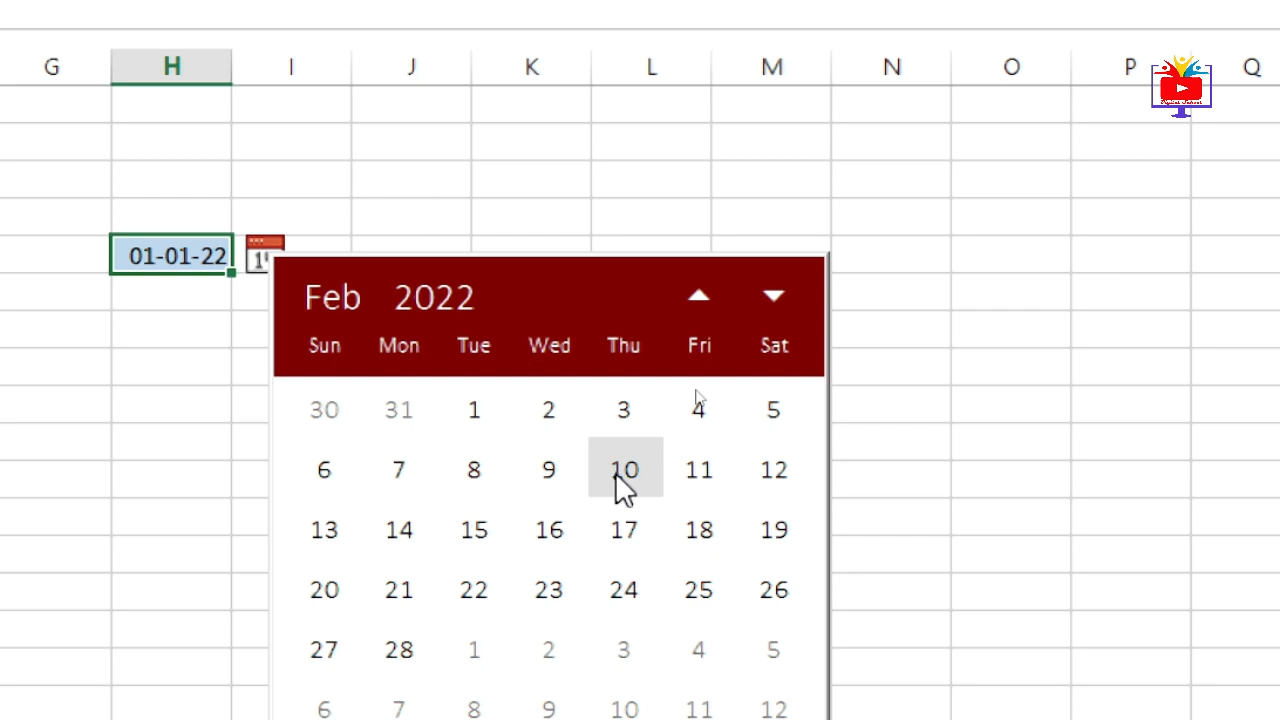 G H I J K L M N O P Q
01-01-22
Feb 2022
Sun Mon Tue Wed Thu Fri Sat
30 31 1 2 3 4 5
6 7 8 9 10 11 12
13 14 15 16 17 18 19
20 21 22 23 24 25 26
27 28 1 2 3 4 5
6 7 8 9 10 11 12